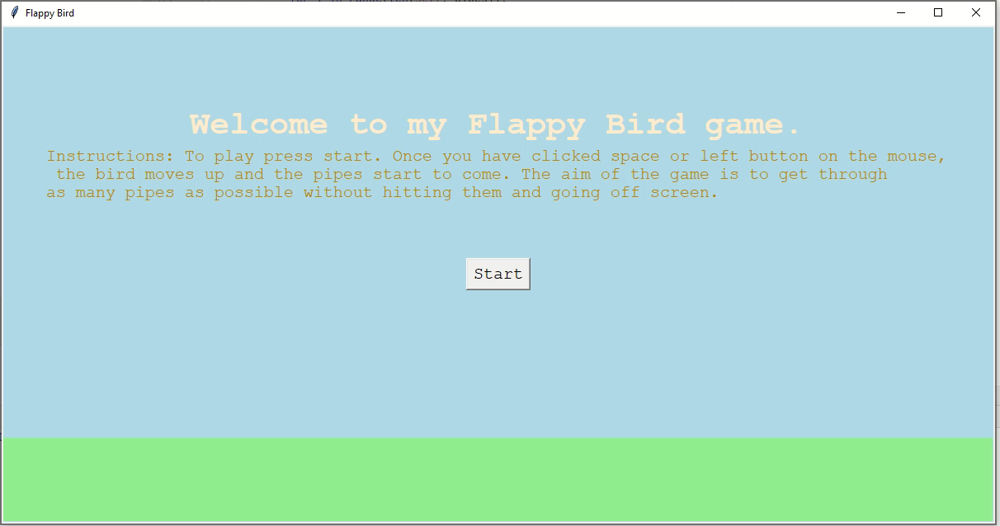 Flappy Bird
Welcome to my Flappy Bird game.
Instructions: To play press start. Once you have clicked space or left button on the mouse,
the bird moves up and the pipes start to come. The aim of the game is to get through
as many pipes as possible without hitting them and going off screen.
Start